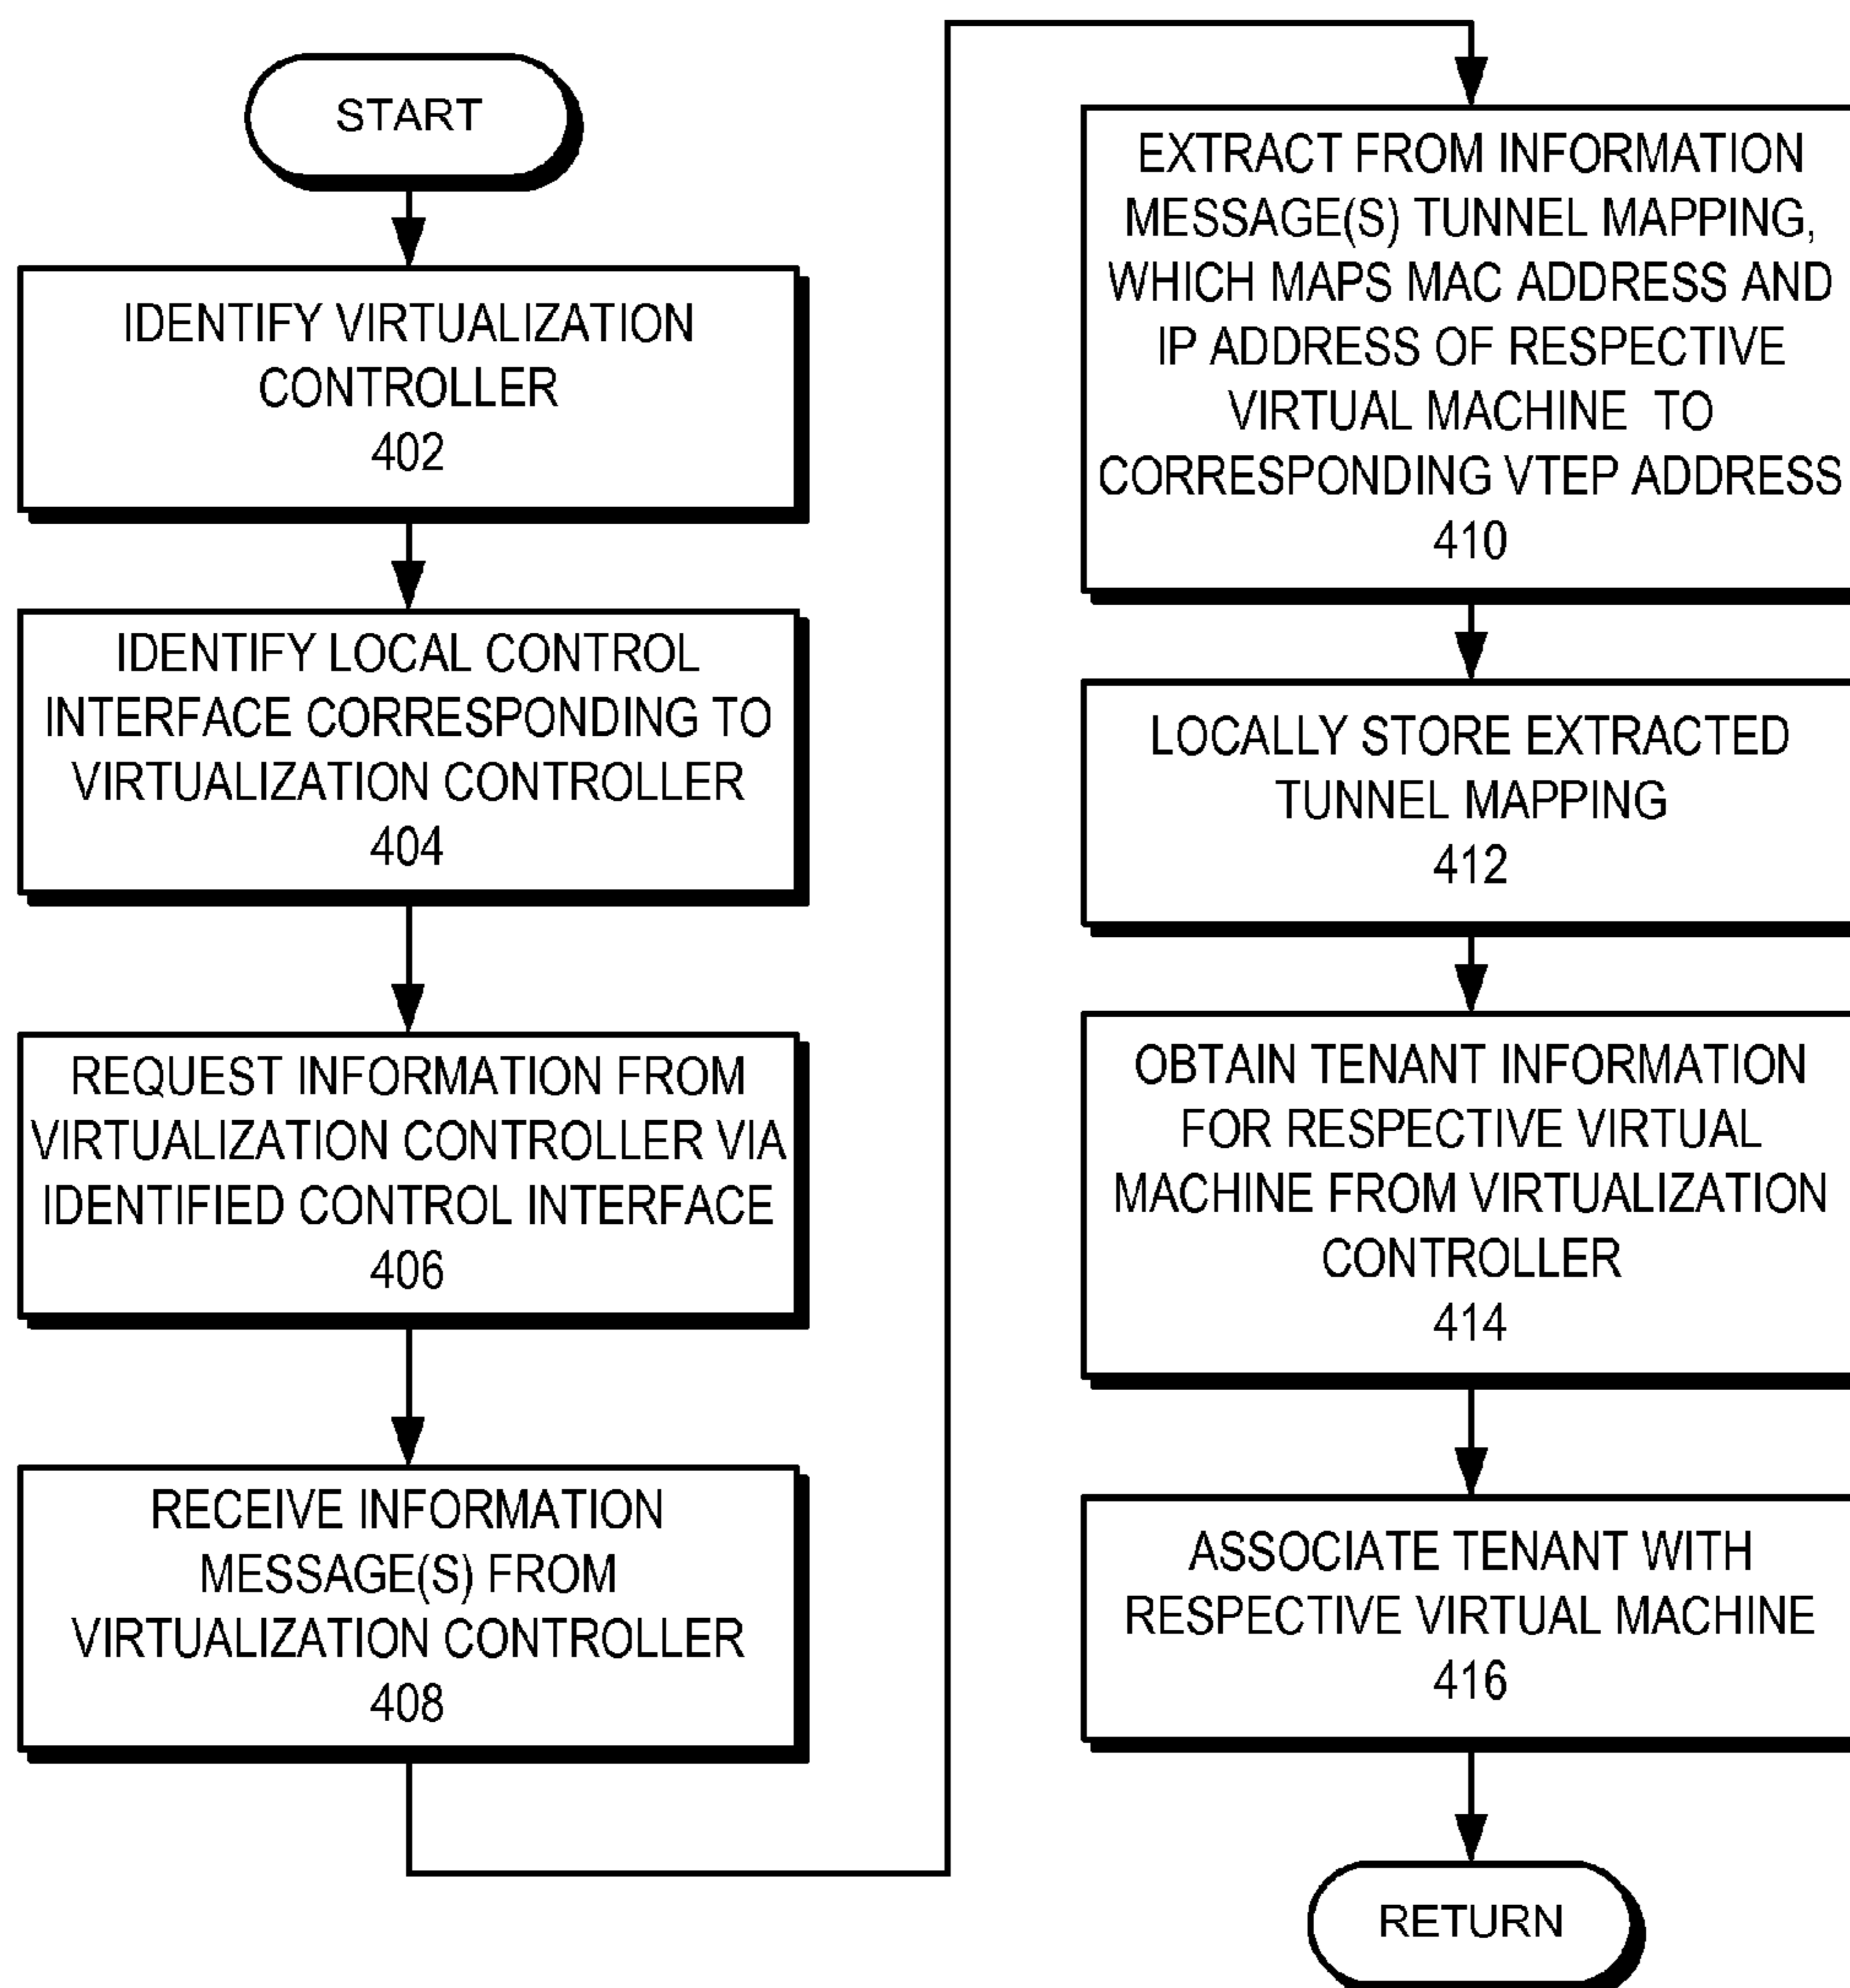 START
IDENTIFY VIRTUALIZATION
CONTROLLER
402
IDENTIFY LOCAL CONTROL
INTERFACE CORRESPONDING TO
VIRTUALIZATION CONTROLLER
404
REQUEST INFORMATION FROM
VIRTUALIZATION CONTROLLER VIA
IDENTIFIED CONTROL INTERFACE
406
RECEIVE INFORMATION
MESSAGE(S) FROM
VIRTUALIZATION CONTROLLER
408
EXTRACT FROM INFORMATION
MESSAGE(S) TUNNEL MAPPING,
WHICH MAPS MAC ADDRESS AND
IP ADDRESS OF RESPECTIVE
VIRTUAL MACHINE TO
CORRESPONDING VTEP ADDRESS
410
LOCALLY STORE EXTRACTED
TUNNEL MAPPING
412
OBTAIN TENANT INFORMATION
FOR RESPECTIVE VIRTUAL
MACHINE FROM VIRTUALIZATION
CONTROLLER
414
ASSOCIATE TENANT WITH
RESPECTIVE VIRTUAL MACHINE
416
RETURN